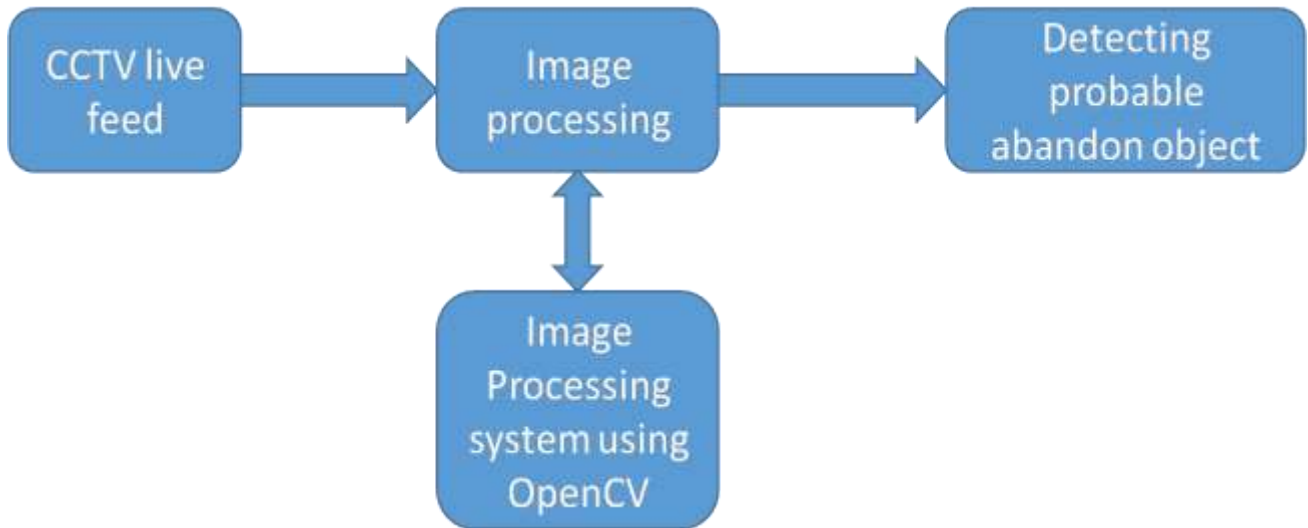 CCTV live
feed
Image
processing
Detecting
probable
abandon object
Image
Processing
system using
OpenCV